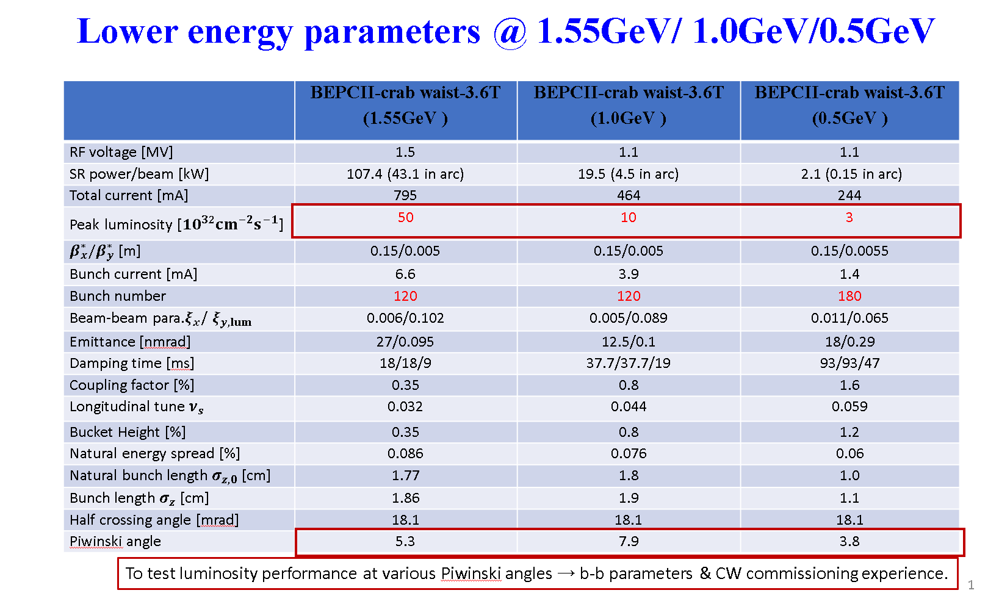 Lower energy parameters @ 1.55GeV/ 1.0GeV/0.5GeV
BEPCII-crab waist-3.6T (1.55GeV ) BEPCII-crab waist-3.6T (1.0GeV ) BEPCII-crab waist-3.6T (0.5GeV )
RF voltage [MV] 1.5 1.1 1.1
SR power/beam [kW] 107.4 (43.1 in arc) 19.5 (4.5 in arc) 2.1 (0.15 in arc)
Total current [mA] 795 464 244
Peak luminosity [10³²cm⁻²s⁻¹] 50 10 3
βₓ*/βᵧ* [m] 0.15/0.005 0.15/0.005 0.15/0.0055
Bunch current [mA] 6.6 3.9 1.4
Bunch number 120 120 180
Beam-beam para.ξₓ/ ξ_y,lum 0.006/0.102 0.005/0.089 0.011/0.065
Emittance [nmrad] 27/0.095 12.5/0.1 18/0.29
Damping time [ms] 18/18/9 37.7/37.7/19 93/93/47
Coupling factor [%] 0.35 0.8 1.6
Longitudinal tune νₛ 0.032 0.044 0.059
Bucket Height [%] 0.35 0.8 1.2
Natural energy spread [%] 0.086 0.076 0.06
Natural bunch length σ_z,0 [cm] 1.77 1.8 1.0
Bunch length σ_z [cm] 1.86 1.9 1.1
Half crossing angle [mrad] 18.1 18.1 18.1
Piwinski angle 5.3 7.9 3.8
To test luminosity performance at various Piwinski angles → b-b parameters & CW commissioning experience.
1